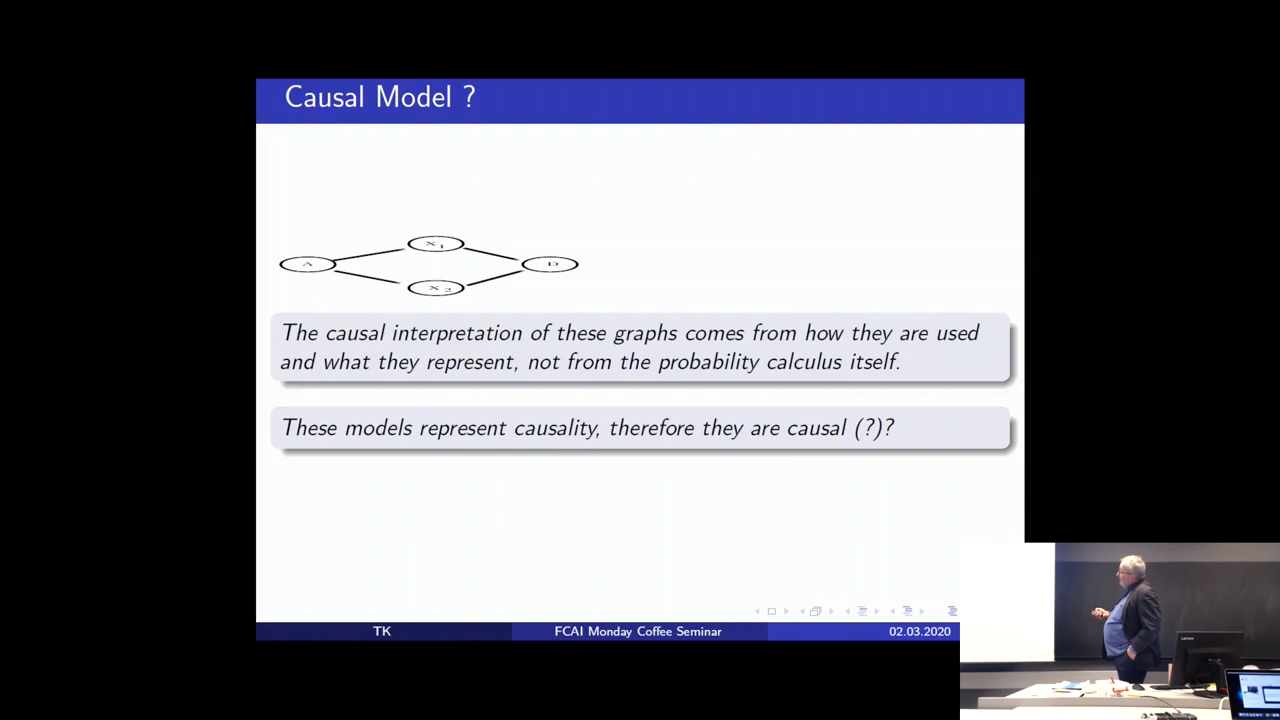 Causal Model ?
X1
A
D
X2
The causal interpretation of these graphs comes from how they are used
and what they represent, not from the probability calculus itself.
These models represent causality, therefore they are causal (?)?
TK
FCAI Monday Coffee Seminar
02.03.2020